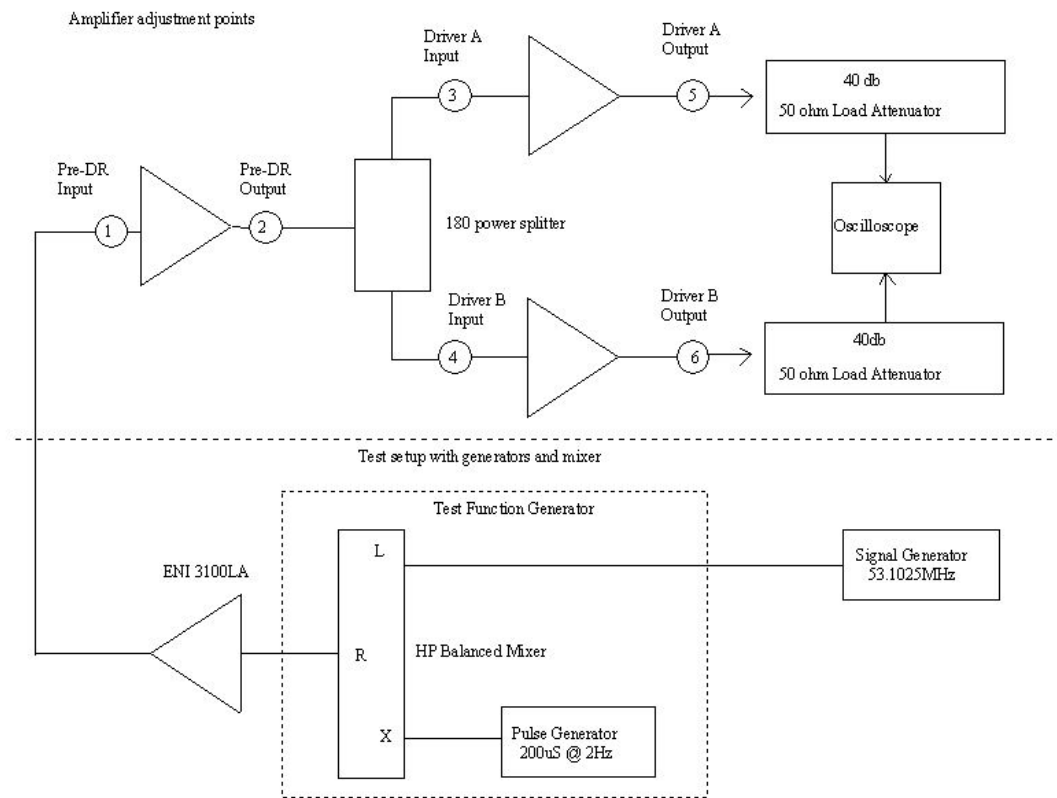 Amplifier adjustment points
Driver A
Input
Driver A
Output
3
5
40 db
50 ohm Load Attenuator
Pre-DR
Input
Pre-DR
Output
1
2
180 power splitter
Oscilloscope
Driver B
Input
Driver B
Output
4
6
40db
50 ohm Load Attenuator
Test setup with generators and mixer
Test Function Generator
ENI 3100LA
L
R
X
HP Balanced Mixer
Signal Generator
53.1025MHz
Pulse Generator
200uS @ 2Hz